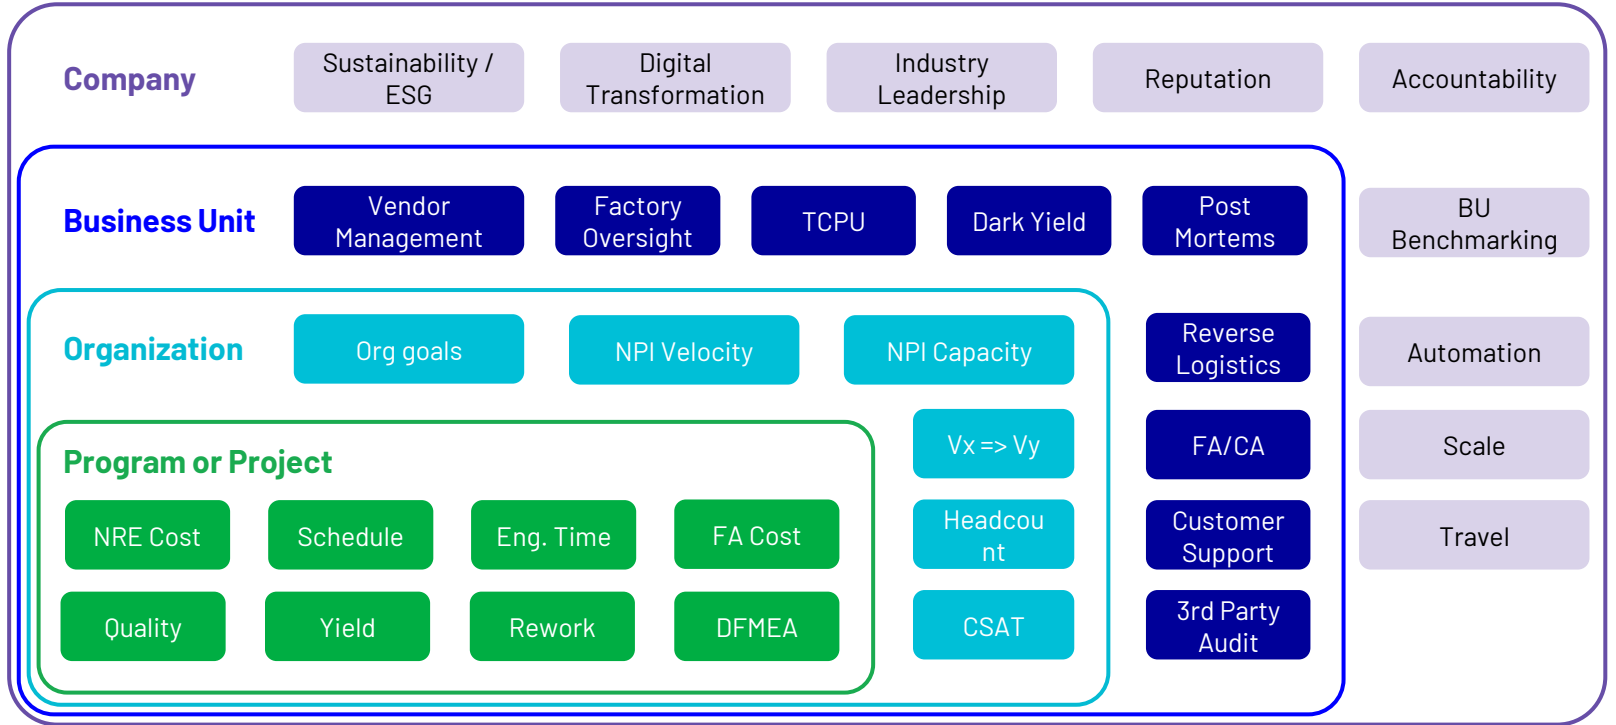 Company
Sustainability /
ESG
Digital
Transformation
Industry
Leadership
Reputation
Accountability
Business Unit
Vendor
Management
Factory
Oversight
TCPU
Dark Yield
Post
Mortems
BU
Benchmarking
Organization
Org goals
NPI Velocity
NPI Capacity
Reverse
Logistics
Automation
Vx => Vy
FA/CA
Scale
Program or Project
NRE Cost
Schedule
Eng. Time
FA Cost
Headcou
nt
Customer
Support
Travel
Quality
Yield
Rework
DFMEA
CSAT
3rd Party
Audit